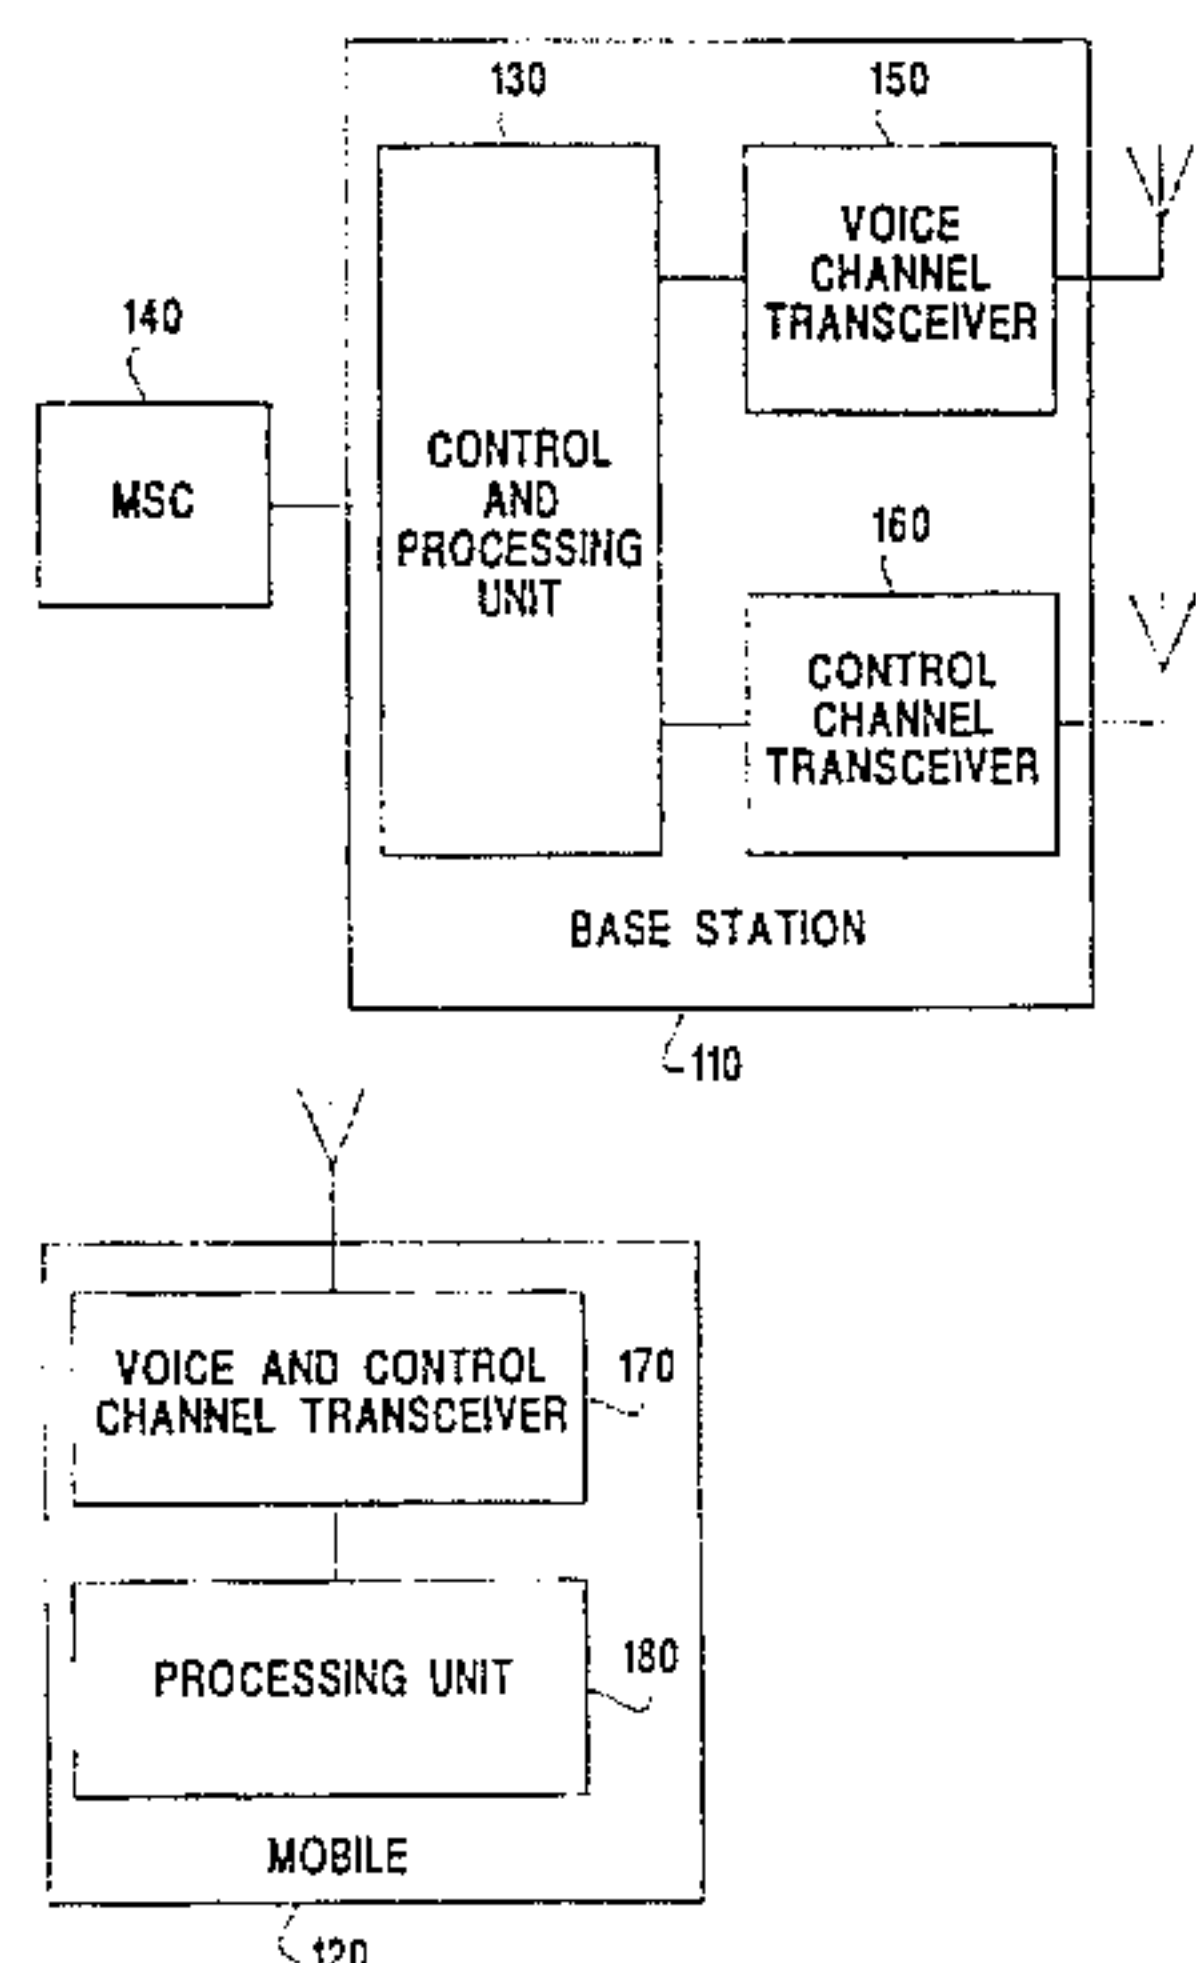 130
150
VOICE
CHANNEL
TRANSCEIVER
140
MSC
CONTROL
AND
PROCESSING
UNIT
160
CONTROL
CHANNEL
TRANSCEIVER
BASE STATION
110
VOICE AND CONTROL
CHANNEL TRANSCEIVER
170
PROCESSING UNIT
180
MOBILE
120